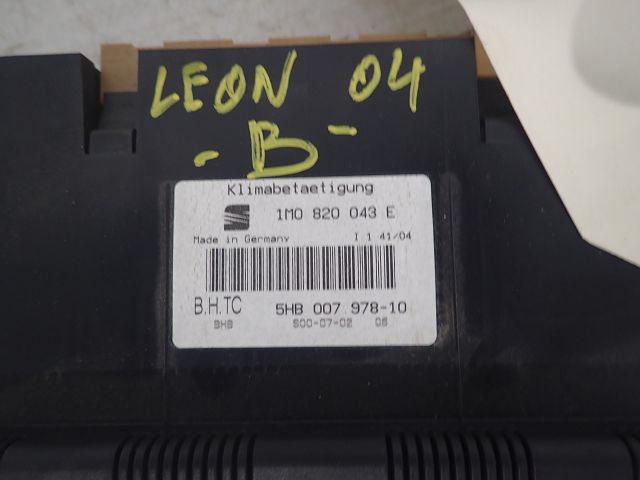 LEON 04
-B-
Klimabetaetigung
1M0 820 043 E
Made in Germany I 1 41/04
B.H.TC 5HB 007.978-10
BHB S00-07-02 06